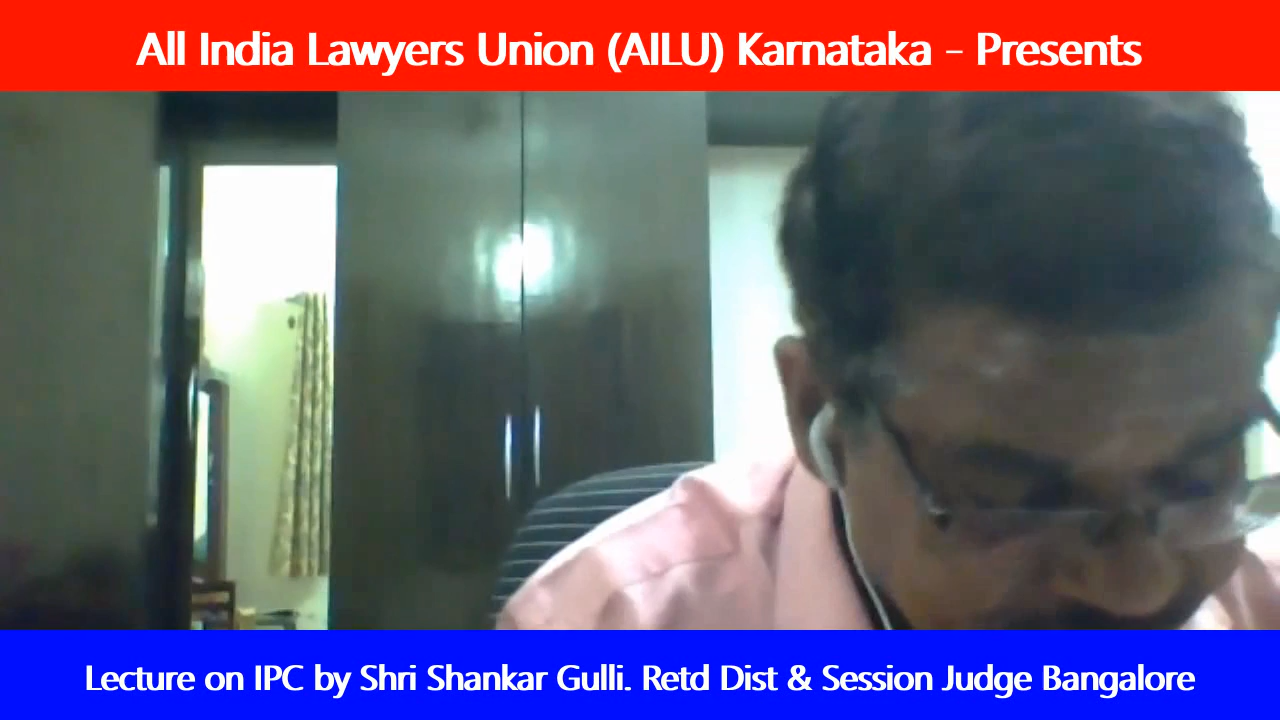 All India Lawyers Union (AILU) Karnataka - Presents
Lecture on IPC by Shri Shankar Gulli. Retd Dist & Session Judge Bangalore